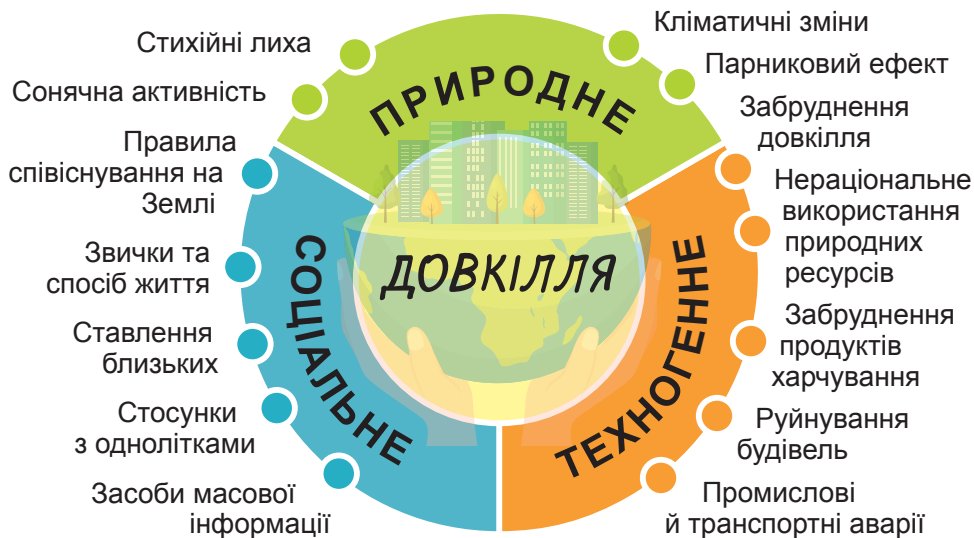 Стихійні лиха
Сонячна активність
Кліматичні зміни
Парниковий ефект
ПРИРОДНЕ
Правила
співіснування на
Землі
Звички та
спосіб життя
Ставлення
близьких
Стосунки
з однолітками
Засоби масової
інформації
СОЦІАЛЬНЕ
ДОВКІЛЛЯ
ТЕХНОГЕННЕ
Забруднення
довкілля
Нераціональне
використання
природних
ресурсів
Забруднення
продуктів
харчування
Руйнування
будівель
Промислові
й транспортні аварії